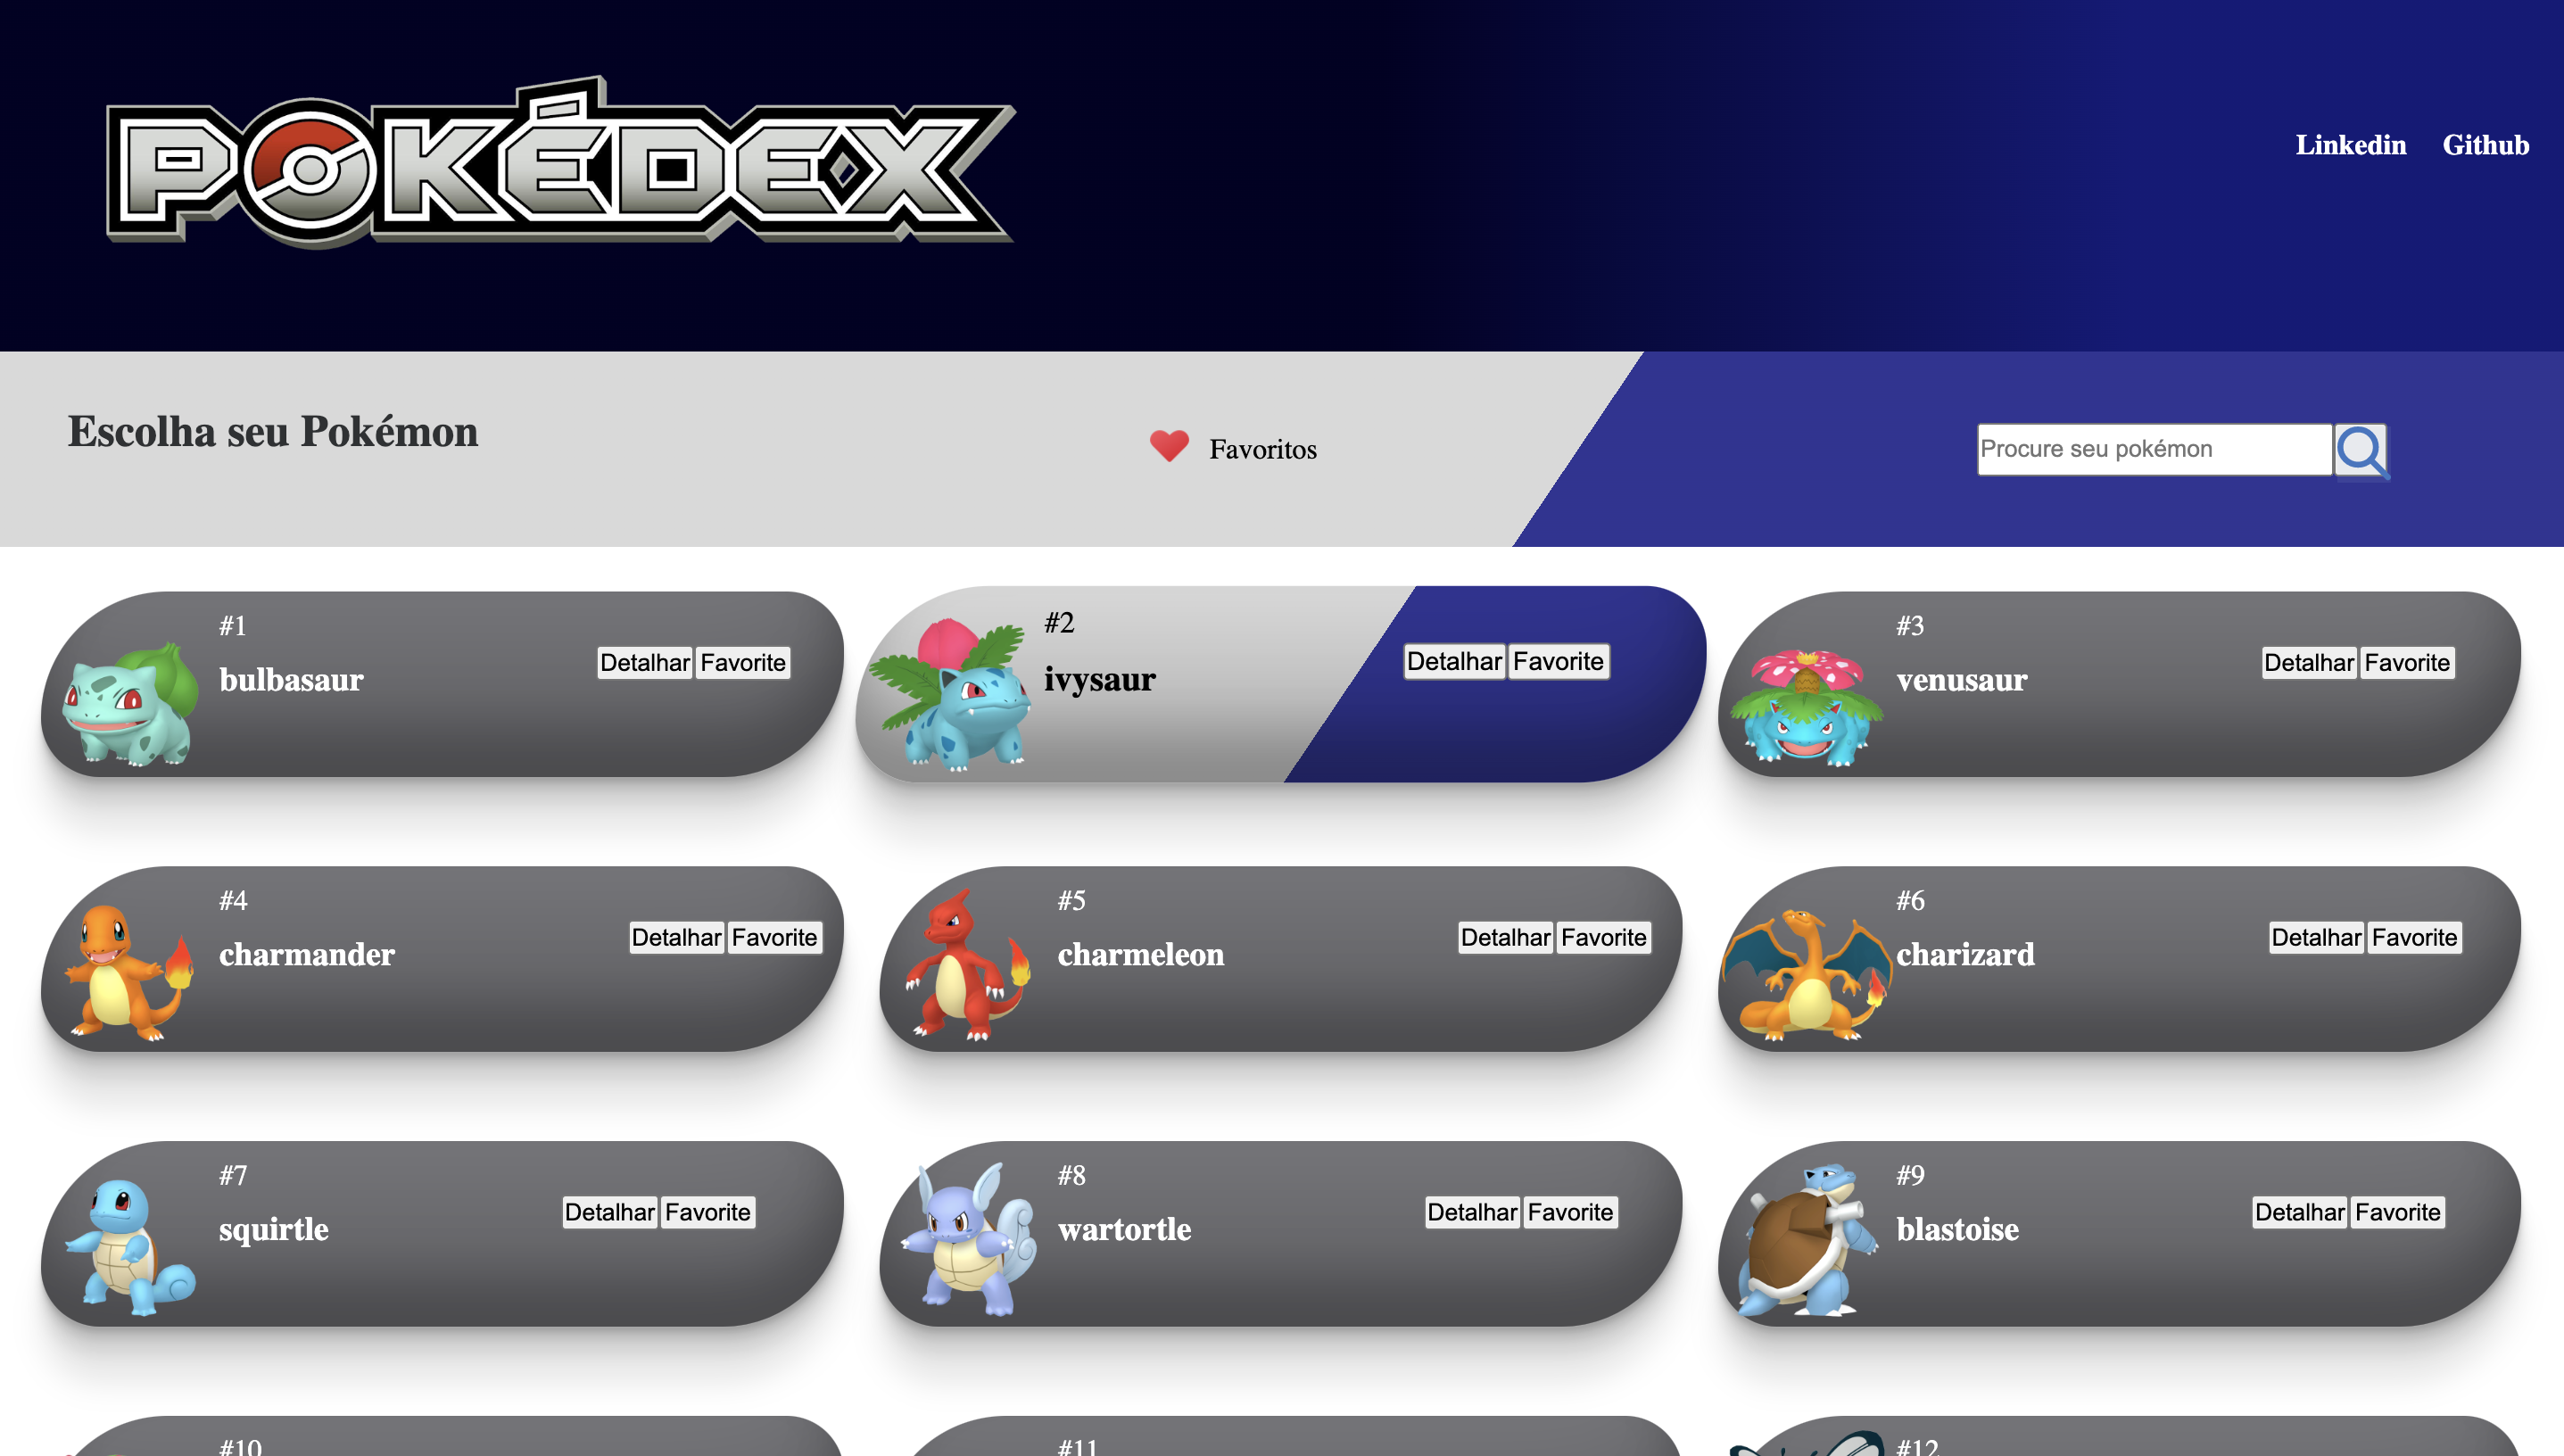 POKÉDEX
Linkedin Github
Escolha seu Pokémon
Favoritos
Procure seu pokémon
#1
bulbasaur
Detalhar Favorite
#2
ivysaur
Detalhar Favorite
#3
venusaur
Detalhar Favorite
#4
charmander
Detalhar Favorite
#5
charmeleon
Detalhar Favorite
#6
charizard
Detalhar Favorite
#7
squirtle
Detalhar Favorite
#8
wartortle
Detalhar Favorite
#9
blastoise
Detalhar Favorite
#10
#11
#12